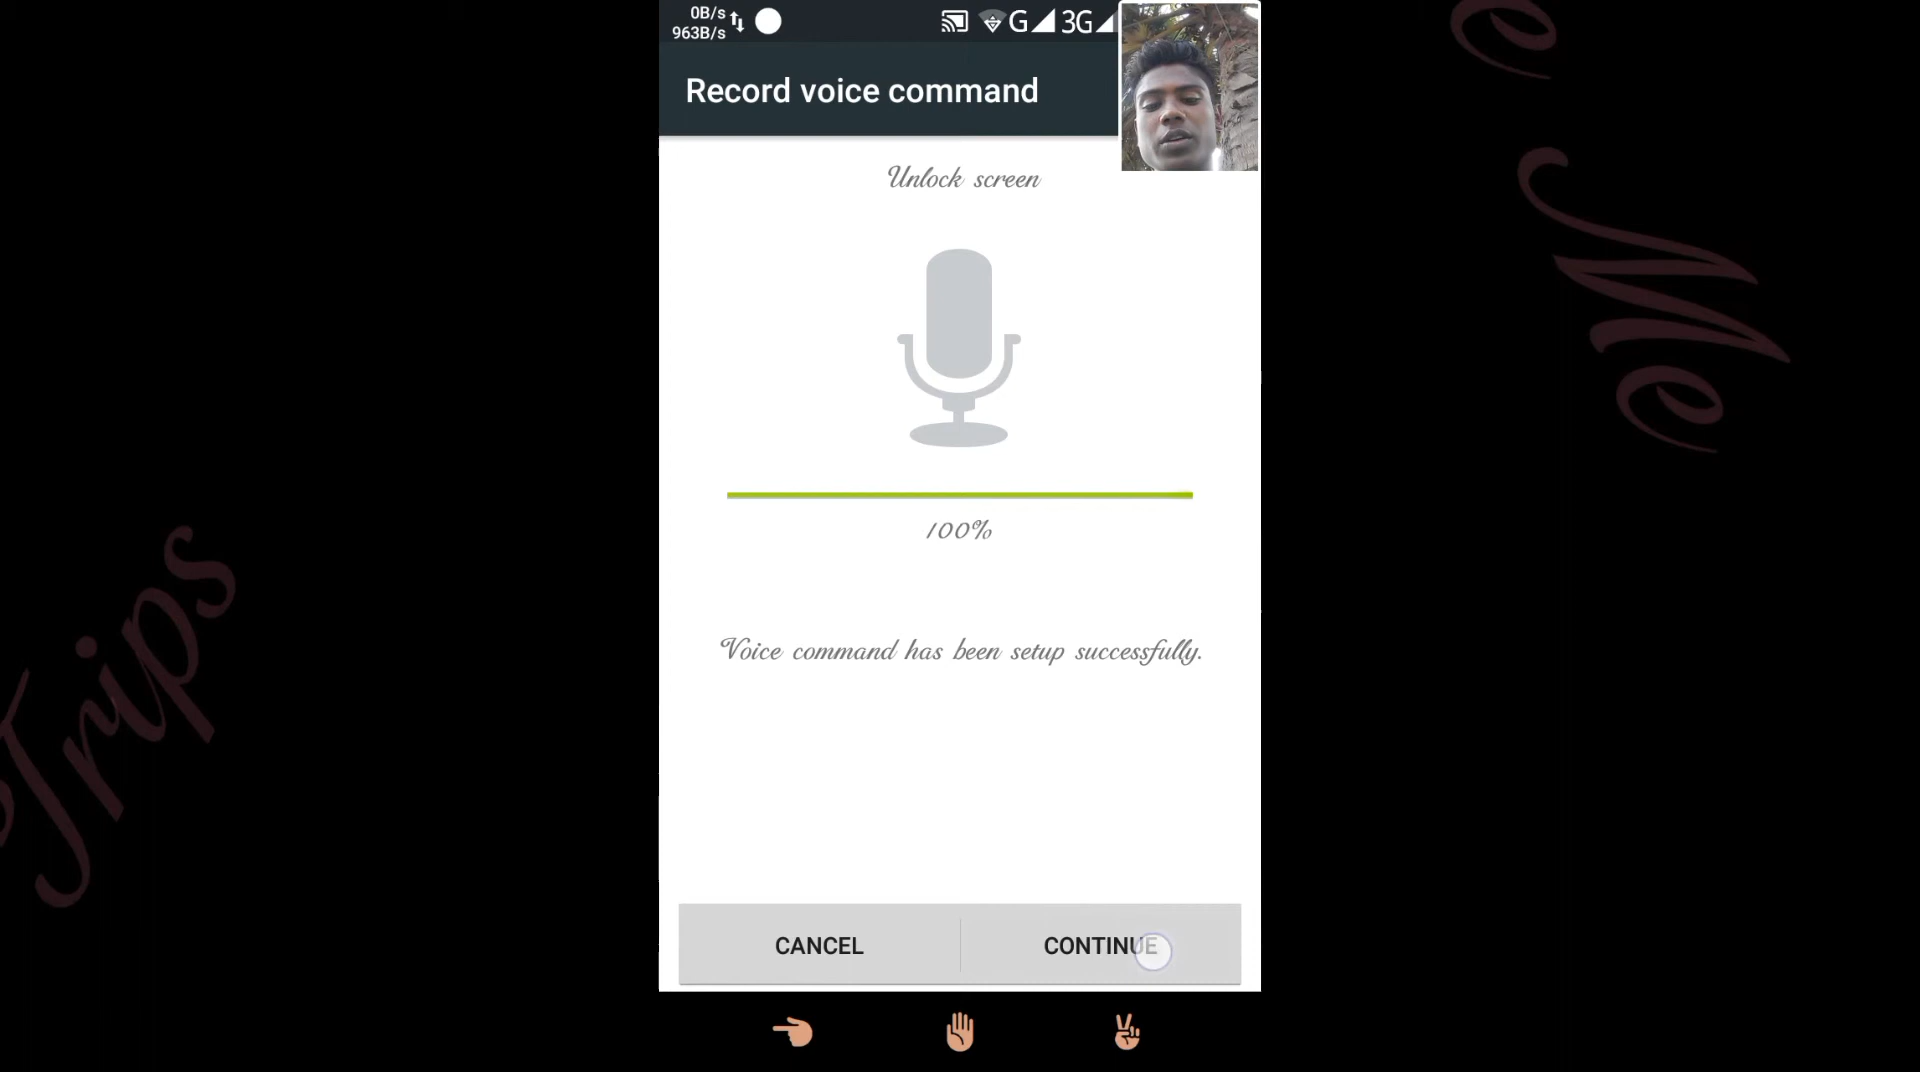 0B/s
963B/s
G 3G
Record voice command
Unlock screen
100%
Voice command has been setup successfully.
CANCEL CONTINUE
Trips
Me